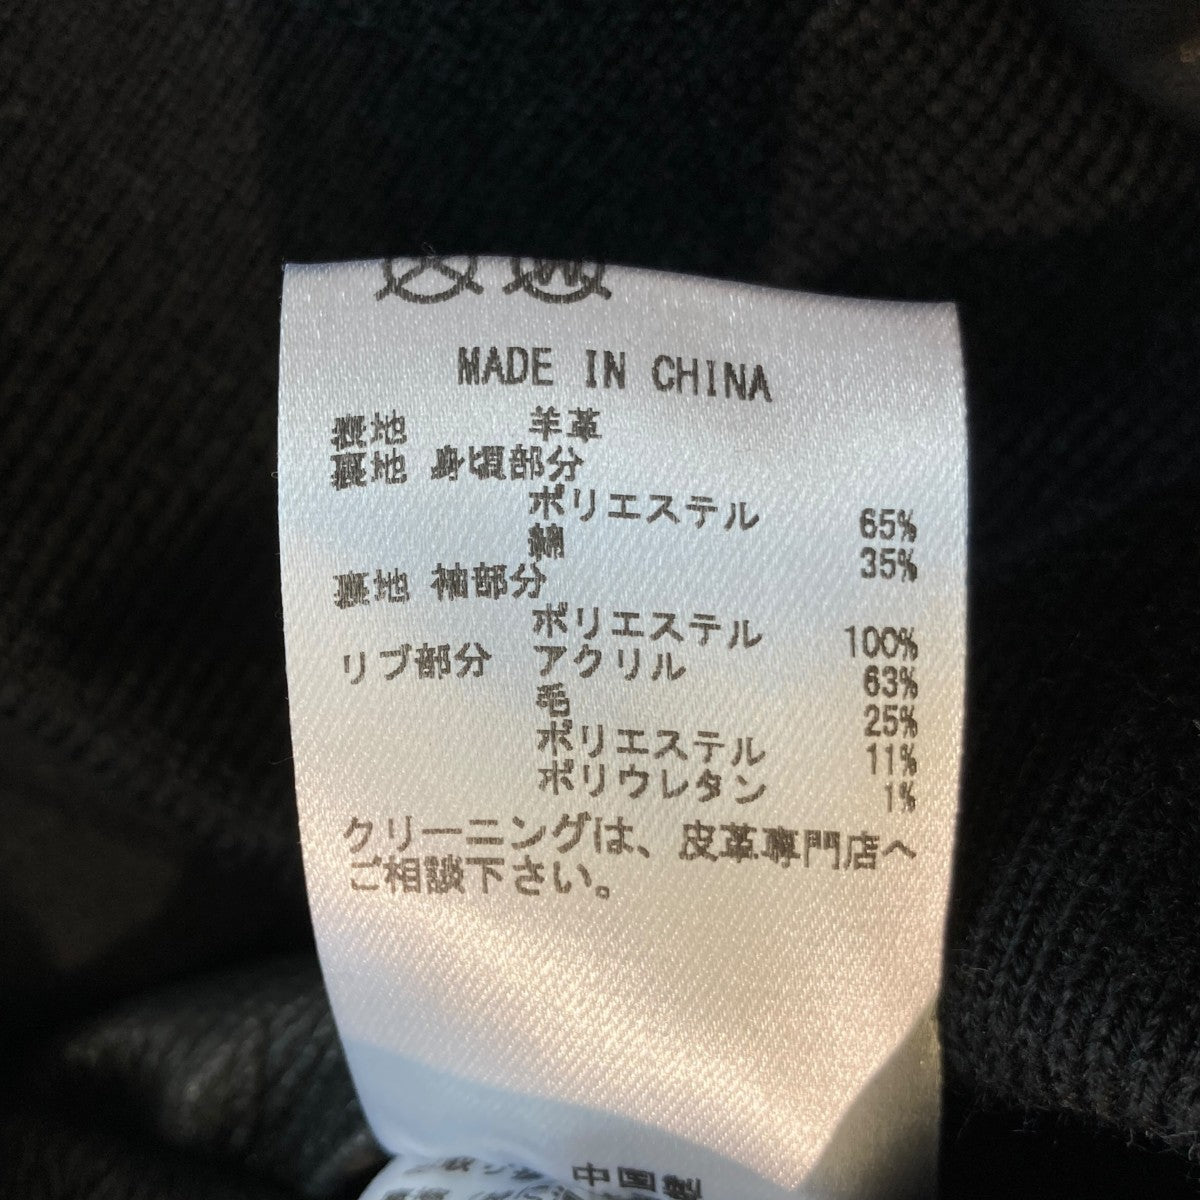 MADE IN CHINA
表地 羊革
裏地 身頃部分
ポリエステル 65%
綿 35%
裏地 袖部分
ポリエステル 100%
リブ部分 アクリル 63%
毛 25%
ポリエステル 11%
ポリウレタン 1%
クリーニングは、皮革専門店へ
ご相談下さい。
中国製